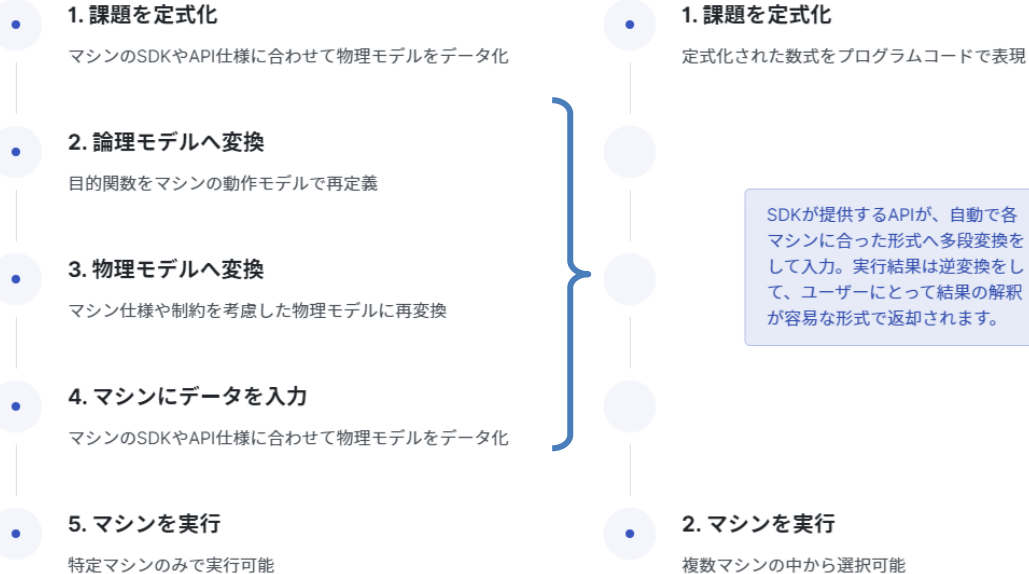 1. 課題を定式化
マシンのSDKやAPI仕様に合わせて物理モデルをデータ化
2. 論理モデルへ変換
目的関数をマシンの動作モデルで再定義
3. 物理モデルへ変換
マシン仕様や制約を考慮した物理モデルに再変換
4. マシンにデータを入力
マシンのSDKやAPI仕様に合わせて物理モデルをデータ化
5. マシンを実行
特定マシンのみで実行可能
1. 課題を定式化
定式化された数式をプログラムコードで表現
SDKが提供するAPIが、自動で各
マシンに合った形式へ多段変換を
して入力。実行結果は逆変換をし
て、ユーザーにとって結果の解釈
が容易な形式で返却されます。
2. マシンを実行
複数マシンの中から選択可能